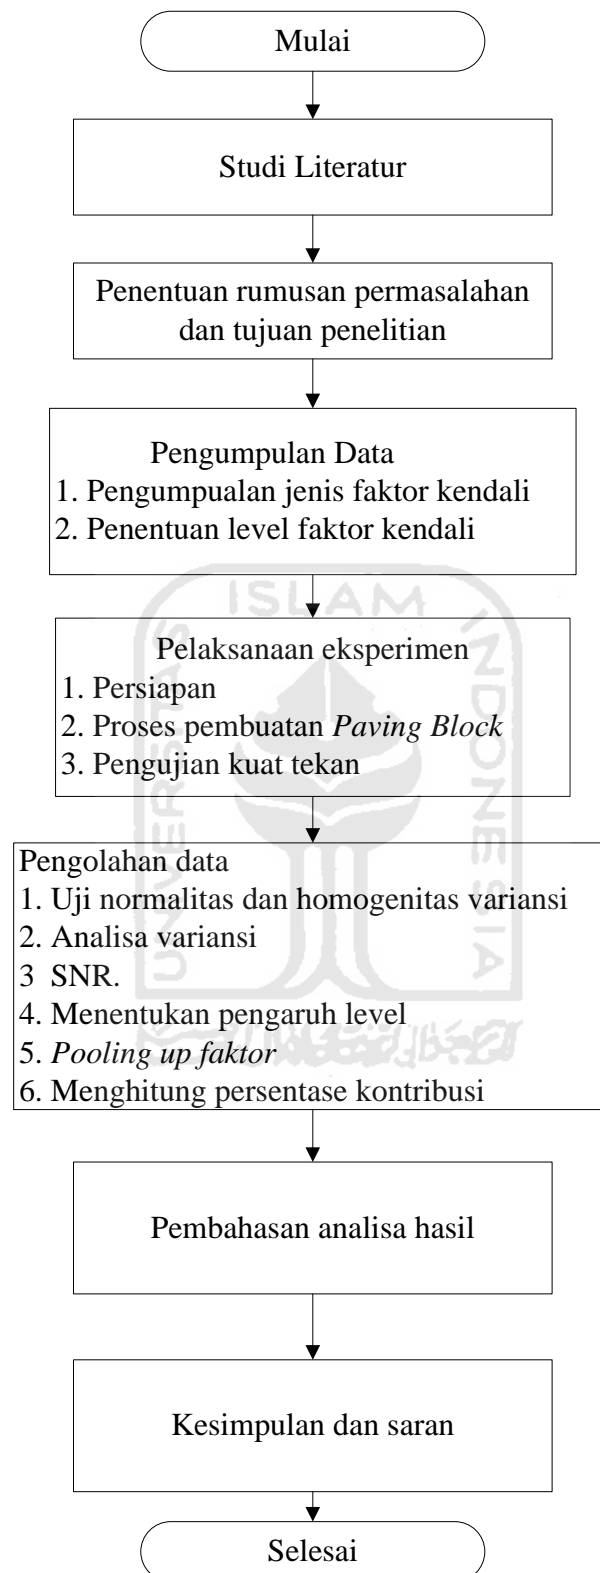 Mulai
Studi Literatur
Penentuan rumusan permasalahan
dan tujuan penelitian
Pengumpulan Data
1. Pengumpualan jenis faktor kendali
2. Penentuan level faktor kendali
ISLAM
UNIVERSITAS
INDONESIA
Pelaksanaan eksperimen
1. Persiapan
2. Proses pembuatan Paving Block
3. Pengujian kuat tekan
Pengolahan data
1. Uji normalitas dan homogenitas variansi
2. Analisa variansi
3 SNR.
4. Menentukan pengaruh level
5. Pooling up faktor
6. Menghitung persentase kontribusi
Pembahasan analisa hasil
Kesimpulan dan saran
Selesai